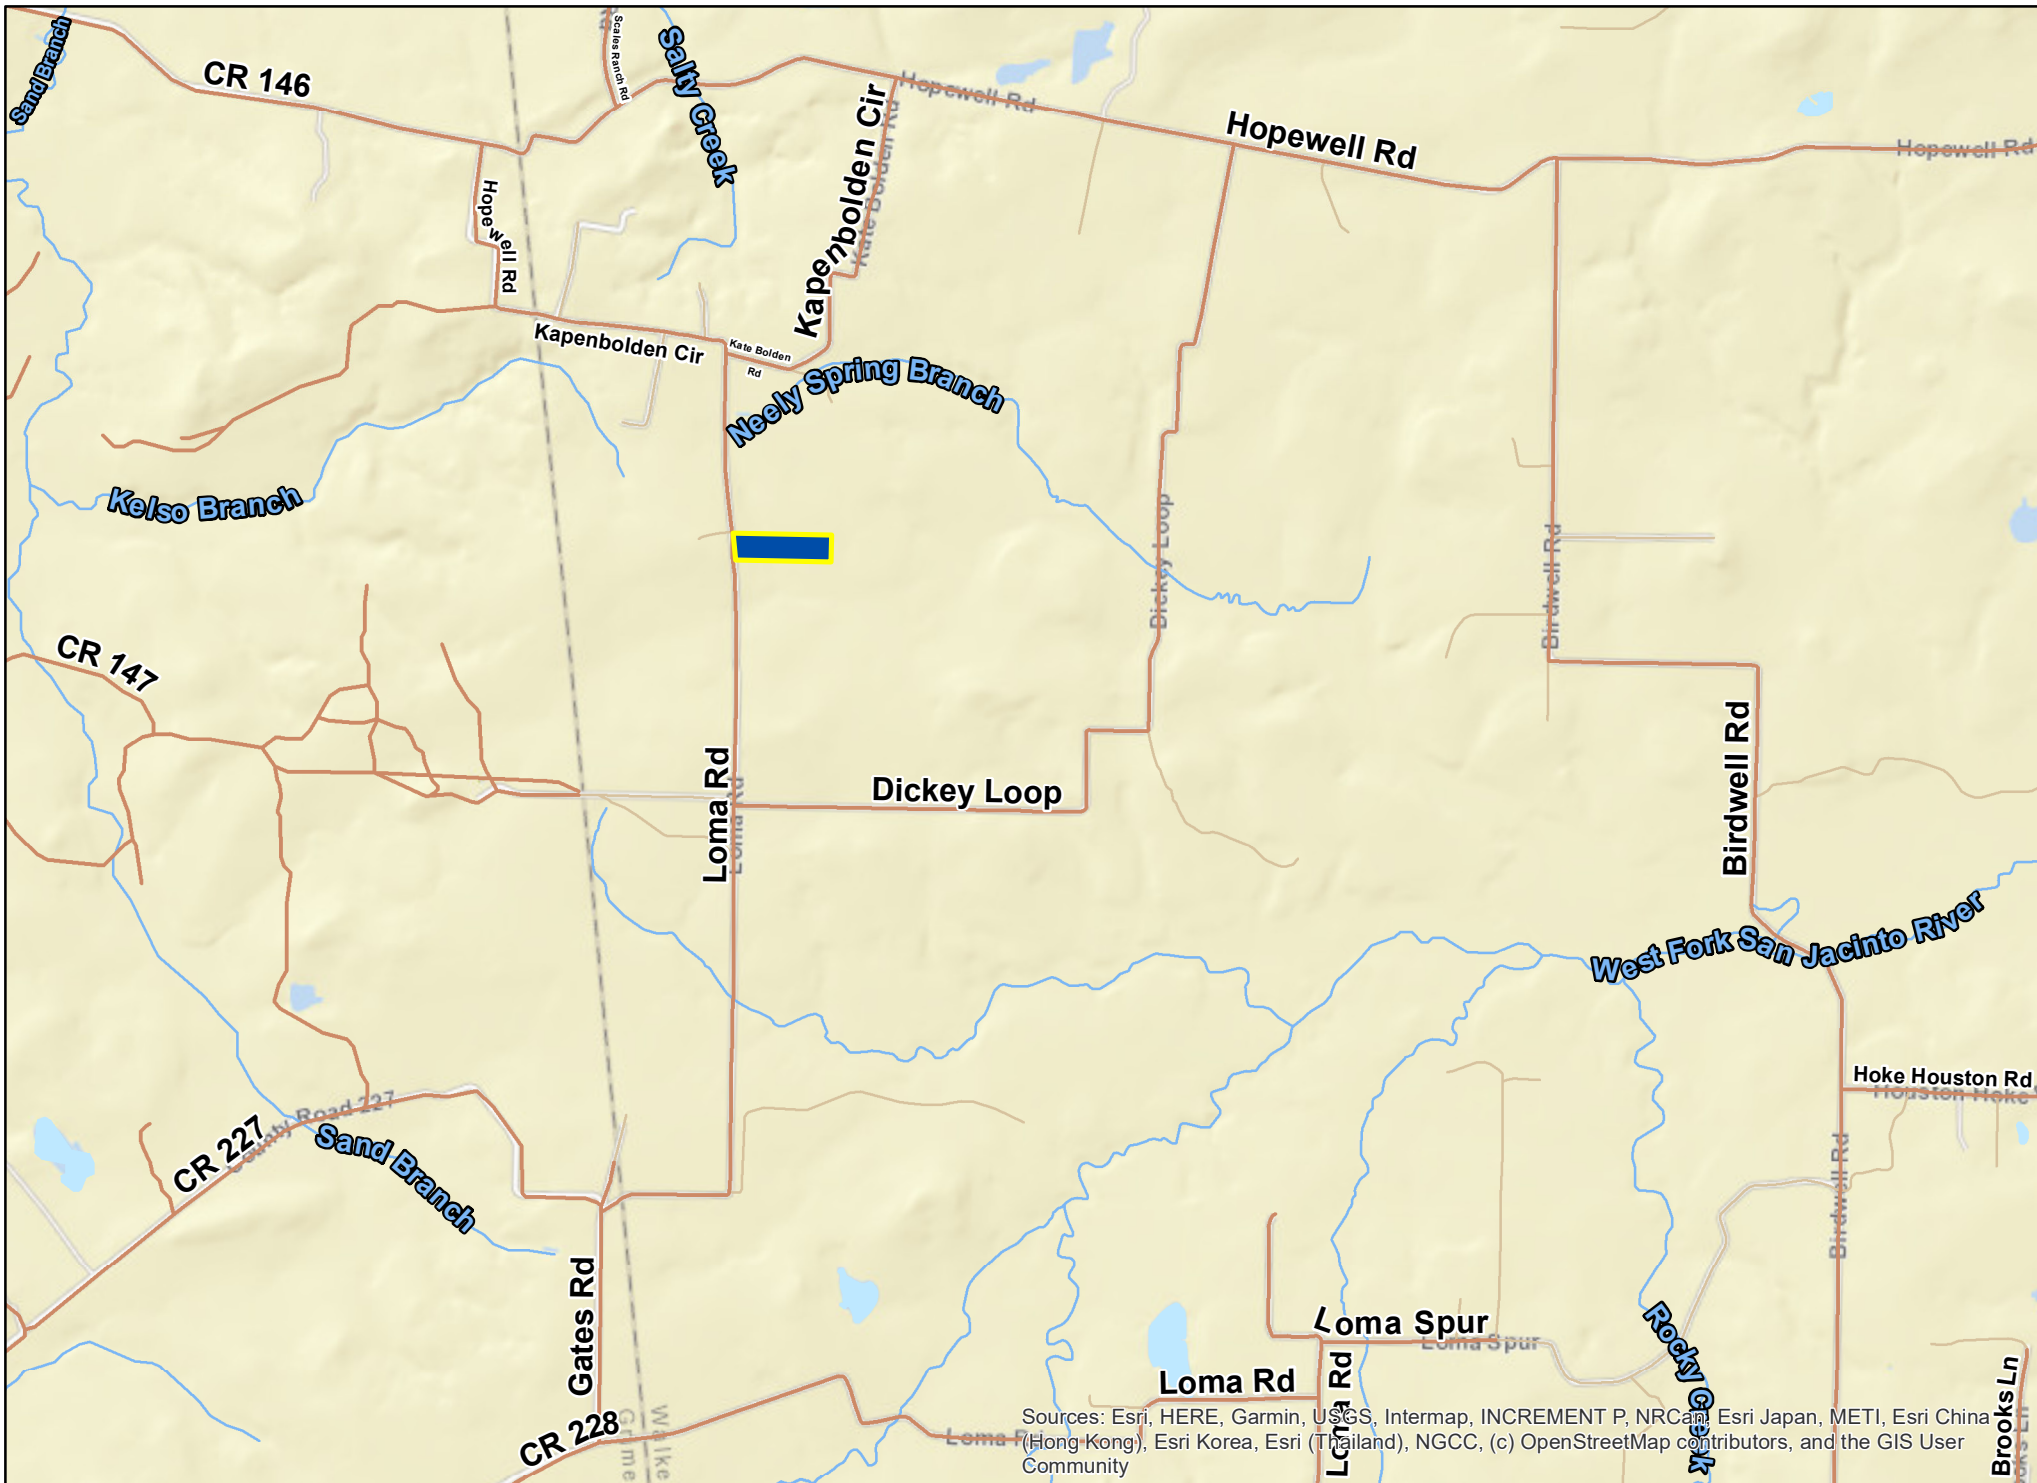 Sand Branch
CR 146
Scales Ranch Rd
Salty Creek
Kapenbolden Cir
Kate Bolden Rd
Hopewell Rd
Hopewell Rd
Hopewell Rd
Hopewell Rd
Kapenbolden Cir
Kate Bolden
Rd
Neely Spring Branch
Kelso Branch
Dickey Loop
Birdwell Rd
CR 147
Loma Rd
Loma Rd
Dickey Loop
Birdwell Rd
West Fork San Jacinto River
Hoke Houston Rd
Houston Hoke
County Road 227
CR 227
Sand Branch
Birdwell Rd
Gates Rd
Loma Spur
Loma Spur
Rocky Creek
Loma Rd
Loma Rd
Brooks Ln
CR 228
Grime
Walke
Loma R
Sources: Esri, HERE, Garmin, USGS, Intermap, INCREMENT P, NRCan, Esri Japan, METI, Esri China
(Hong Kong), Esri Korea, Esri (Thailand), NGCC, (c) OpenStreetMap contributors, and the GIS User
Community